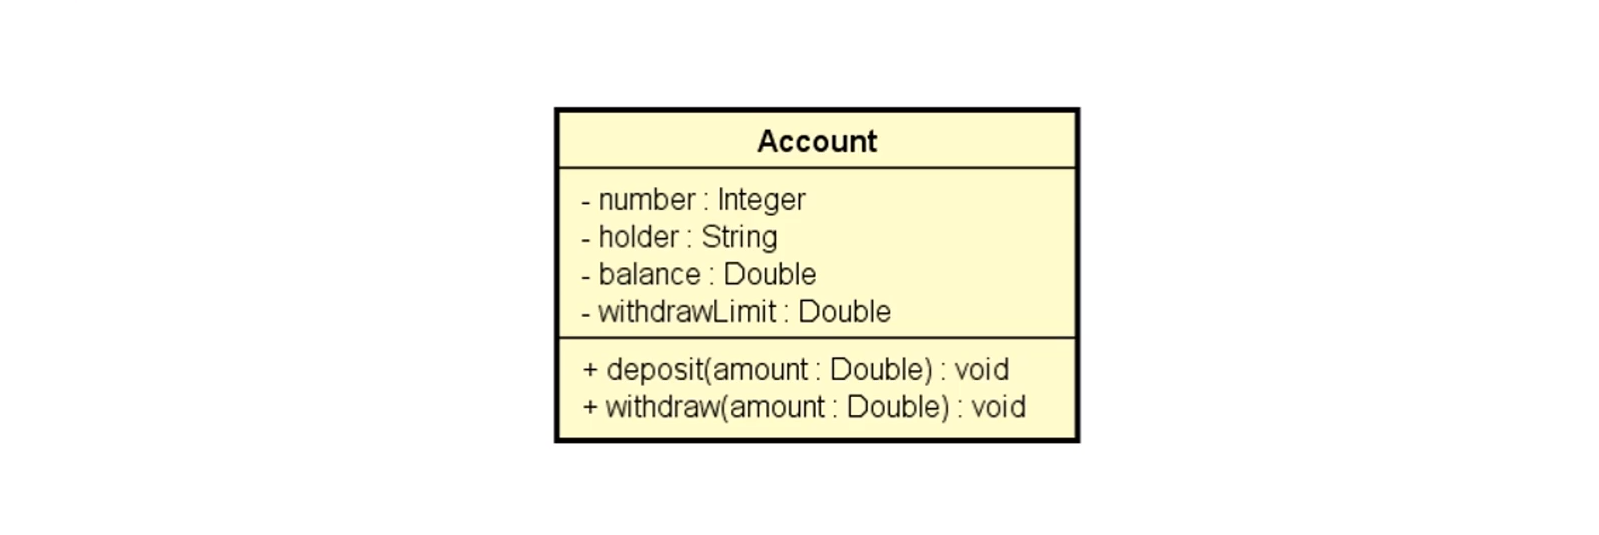 Account
- number : Integer
- holder : String
- balance : Double
- withdrawLimit : Double
+ deposit(amount : Double) : void
+ withdraw(amount : Double) : void